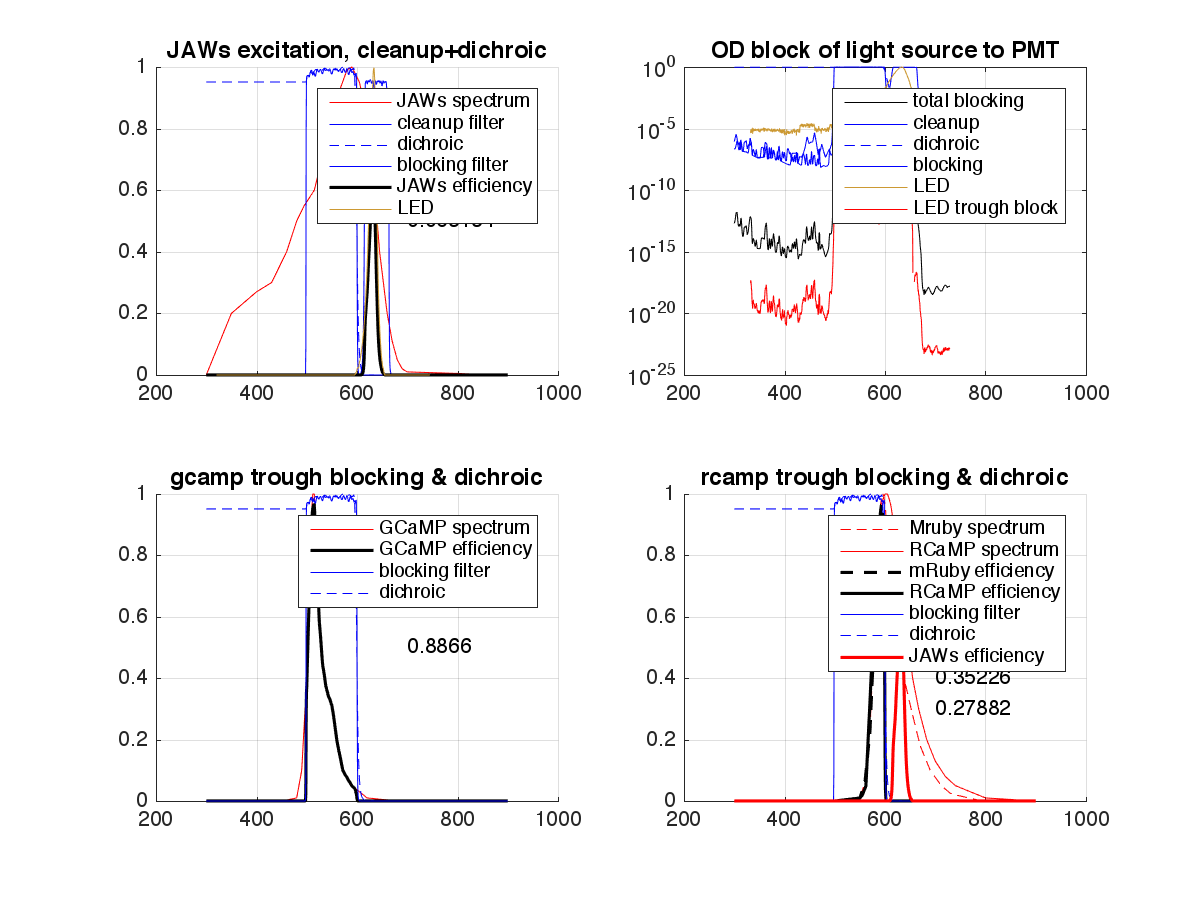 JAWs excitation, cleanup+dichroic
1
0.8
0.6
0.4
0.2
0
200
400
600
800
1000
JAWs spectrum
cleanup filter
dichroic
blocking filter
JAWs efficiency
LED
OD block of light source to PMT
10^0
10^-5
10^-10
10^-15
10^-20
10^-25
200
400
600
800
1000
total blocking
cleanup
dichroic
blocking
LED
LED trough block
gcamp trough blocking & dichroic
1
0.8
0.6
0.4
0.2
0
200
400
600
800
1000
GCaMP spectrum
GCaMP efficiency
blocking filter
dichroic
0.8866
rcamp trough blocking & dichroic
1
0.8
0.6
0.4
0.2
0
200
400
600
800
1000
Mruby spectrum
RCaMP spectrum
mRuby efficiency
RCaMP efficiency
blocking filter
dichroic
JAWs efficiency
0.35226
0.27882